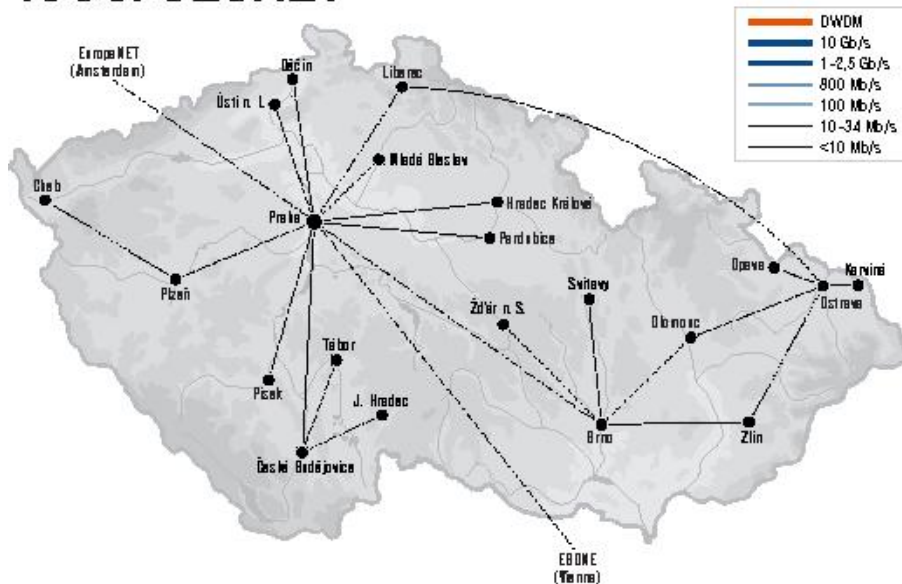 DWDM
10 Gb/s
1-2,5 Gb/s
800 Mb/s
100 Mb/s
10-34 Mb/s
<10 Mb/s
EuropaNET
(Amsterdam)
Děčín
Liberec
Ústí n. L.
Mladá Boleslav
Cheb
Hradec Králové
Praha
Pardubice
Opava
Karviná
Plzeň
Svitavy
Ostrava
Žďár n. S.
Olomouc
Tábor
Písek
J. Hradec
Brno
Zlín
České Budějovice
EBONE
(Vienna)